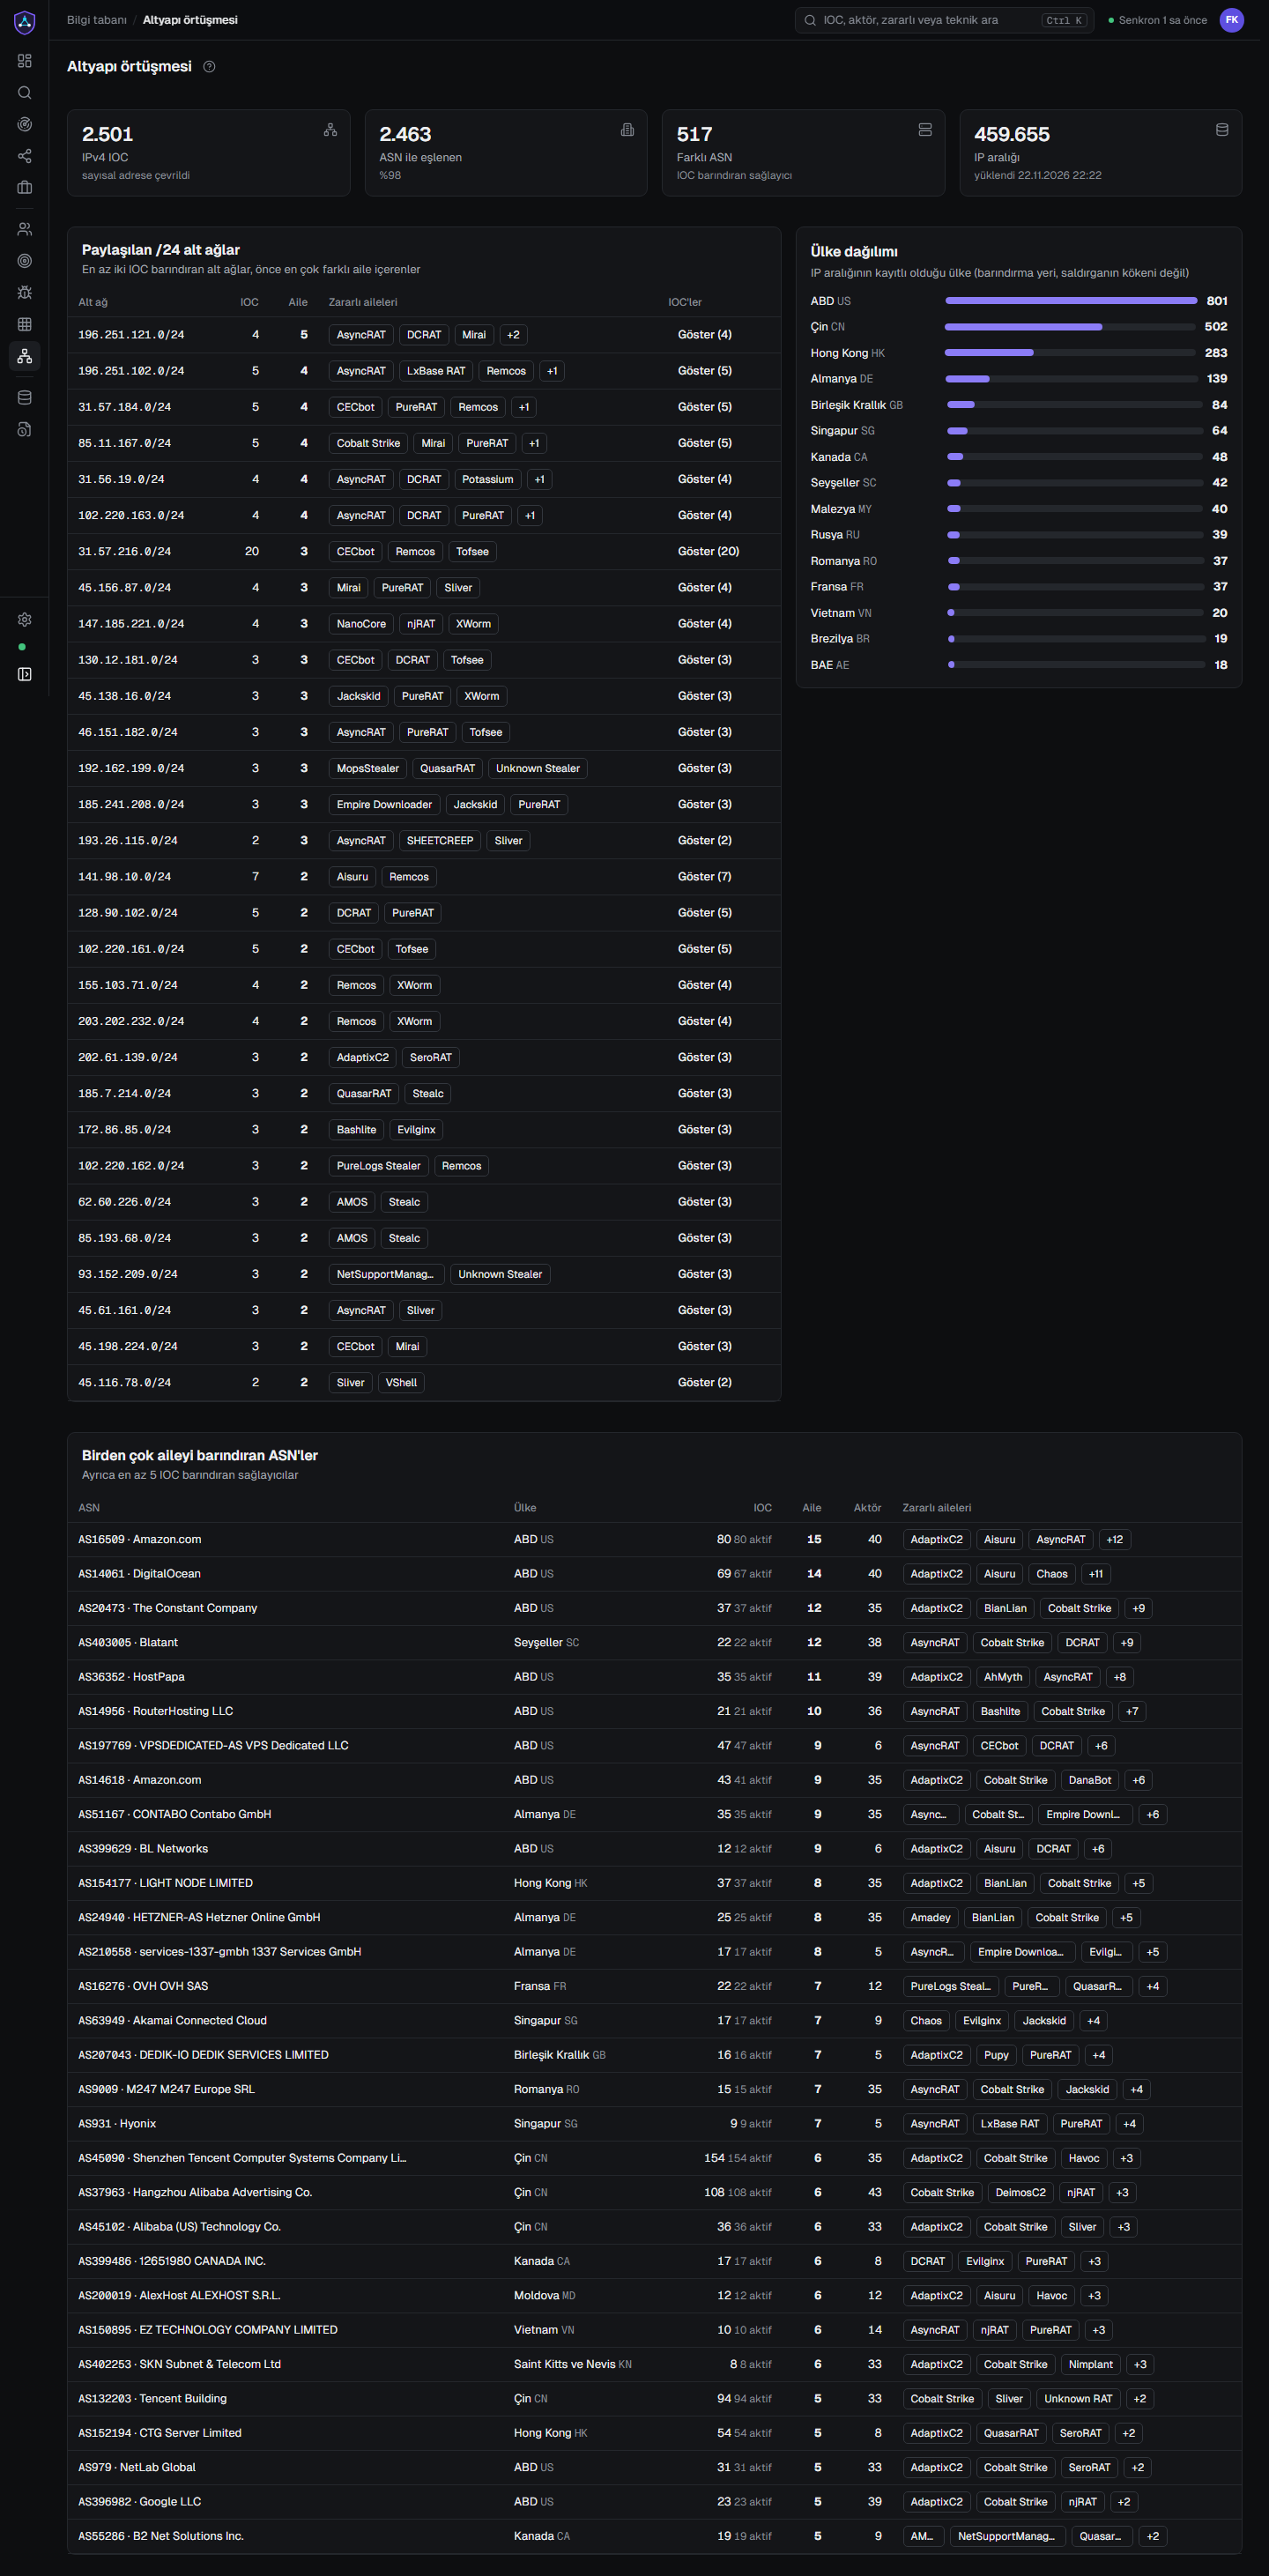 Bilgi tabanı / Altyapı örtüşmesi
IOC, aktör, zararlı veya teknik ara Ctrl K
Senkron 1 sa önce FK
Altyapı örtüşmesi ?
2.501
IPv4 IOC
sayısal adrese çevrildi
2.463
ASN ile eşlenen
%98
517
Farklı ASN
IOC barındıran sağlayıcı
459.655
IP aralığı
yüklendi 22.11.2026 22:22
Paylaşılan /24 alt ağlar
En az iki IOC barındıran alt ağlar, önce en çok farklı aile içerenler
Alt ağ IOC Aile Zararlı aileleri IOC'ler
196.251.121.0/24 4 5 AsyncRAT DCRAT Mirai +2 Göster (4)
196.251.102.0/24 5 4 AsyncRAT LxBase RAT Remcos +1 Göster (5)
31.57.184.0/24 5 4 CECbot PureRAT Remcos +1 Göster (5)
85.11.167.0/24 5 4 Cobalt Strike Mirai PureRAT +1 Göster (5)
31.56.19.0/24 4 4 AsyncRAT DCRAT Potassium +1 Göster (4)
102.220.163.0/24 4 4 AsyncRAT DCRAT PureRAT +1 Göster (4)
31.57.216.0/24 20 3 CECbot Remcos Tofsee Göster (20)
45.156.87.0/24 4 3 Mirai PureRAT Sliver Göster (4)
147.185.221.0/24 4 3 NanoCore njRAT XWorm Göster (4)
130.12.181.0/24 3 3 CECbot DCRAT Tofsee Göster (3)
45.138.16.0/24 3 3 Jackskid PureRAT XWorm Göster (3)
46.151.182.0/24 3 3 AsyncRAT PureRAT Tofsee Göster (3)
192.162.199.0/24 3 3 MopsStealer QuasarRAT Unknown Stealer Göster (3)
185.241.208.0/24 3 3 Empire Downloader Jackskid PureRAT Göster (3)
193.26.115.0/24 2 3 AsyncRAT SHEETCREEP Sliver Göster (2)
141.98.10.0/24 7 2 Aisuru Remcos Göster (7)
128.90.102.0/24 5 2 DCRAT PureRAT Göster (5)
102.220.161.0/24 5 2 CECbot Tofsee Göster (5)
155.103.71.0/24 4 2 Remcos XWorm Göster (4)
203.202.232.0/24 4 2 Remcos XWorm Göster (4)
202.61.139.0/24 3 2 AdaptixC2 SeroRAT Göster (3)
185.7.214.0/24 3 2 QuasarRAT Stealc Göster (3)
172.86.85.0/24 3 2 Bashlite Evilginx Göster (3)
102.220.162.0/24 3 2 PureLogs Stealer Remcos Göster (3)
62.60.226.0/24 3 2 AMOS Stealc Göster (3)
85.193.68.0/24 3 2 AMOS Stealc Göster (3)
93.152.209.0/24 3 2 NetSupportManag... Unknown Stealer Göster (3)
45.61.161.0/24 3 2 AsyncRAT Sliver Göster (3)
45.198.224.0/24 3 2 CECbot Mirai Göster (3)
45.116.78.0/24 2 2 Sliver VShell Göster (2)
Ülke dağılımı
IP aralığının kayıtlı olduğu ülke (barındırma yeri, saldırganın kökeni değil)
ABD US 801
Çin CN 502
Hong Kong HK 283
Almanya DE 139
Birleşik Krallık GB 84
Singapur SG 64
Kanada CA 48
Seyşeller SC 42
Malezya MY 40
Rusya RU 39
Romanya RO 37
Fransa FR 37
Vietnam VN 20
Brezilya BR 19
BAE AE 18
Birden çok aileyi barındıran ASN'ler
Ayrıca en az 5 IOC barındıran sağlayıcılar
ASN Ülke IOC Aile Aktör Zararlı aileleri
AS16509 · Amazon.com ABD US 80 80 aktif 15 40 AdaptixC2 Aisuru AsyncRAT +12
AS14061 · DigitalOcean ABD US 69 67 aktif 14 40 AdaptixC2 Aisuru Chaos +11
AS20473 · The Constant Company ABD US 37 37 aktif 12 35 AdaptixC2 BianLian Cobalt Strike +9
AS403005 · Blatant Seyşeller SC 22 22 aktif 12 38 AsyncRAT Cobalt Strike DCRAT +9
AS36352 · HostPapa ABD US 35 35 aktif 11 39 AdaptixC2 AhMyth AsyncRAT +8
AS14956 · RouterHosting LLC ABD US 21 21 aktif 10 36 AsyncRAT Bashlite Cobalt Strike +7
AS197769 · VPSDEDICATED-AS VPS Dedicated LLC ABD US 47 47 aktif 9 6 AsyncRAT CECbot DCRAT +6
AS14618 · Amazon.com ABD US 43 41 aktif 9 35 AdaptixC2 Cobalt Strike DanaBot +6
AS51167 · CONTABO Contabo GmbH Almanya DE 35 35 aktif 9 35 Async... Cobalt St... Empire Downl... +6
AS399629 · BL Networks ABD US 12 12 aktif 9 6 AdaptixC2 Aisuru DCRAT +6
AS154177 · LIGHT NODE LIMITED Hong Kong HK 37 37 aktif 8 35 AdaptixC2 BianLian Cobalt Strike +5
AS24940 · HETZNER-AS Hetzner Online GmbH Almanya DE 25 25 aktif 8 35 Amadey BianLian Cobalt Strike +5
AS210558 · services-1337-gmbh 1337 Services GmbH Almanya DE 17 17 aktif 8 5 AsyncR... Empire Downloa... Evilgi... +5
AS16276 · OVH OVH SAS Fransa FR 22 22 aktif 7 12 PureLogs Steal... PureR... QuasarR... +4
AS63949 · Akamai Connected Cloud Singapur SG 17 17 aktif 7 9 Chaos Evilginx Jackskid +4
AS207043 · DEDIK-IO DEDIK SERVICES LIMITED Birleşik Krallık GB 16 16 aktif 7 5 AdaptixC2 Pupy PureRAT +4
AS9009 · M247 M247 Europe SRL Romanya RO 15 15 aktif 7 35 AsyncRAT Cobalt Strike Jackskid +4
AS931 · Hyonix Singapur SG 9 9 aktif 7 5 AsyncRAT LxBase RAT PureRAT +4
AS45090 · Shenzhen Tencent Computer Systems Company Li... Çin CN 154 154 aktif 6 35 AdaptixC2 Cobalt Strike Havoc +3
AS37963 · Hangzhou Alibaba Advertising Co. Çin CN 108 108 aktif 6 43 Cobalt Strike DeimosC2 njRAT +3
AS45102 · Alibaba (US) Technology Co. Çin CN 36 36 aktif 6 33 AdaptixC2 Cobalt Strike Sliver +3
AS399486 · 12651980 CANADA INC. Kanada CA 17 17 aktif 6 8 DCRAT Evilginx PureRAT +3
AS200019 · AlexHost ALEXHOST S.R.L. Moldova MD 12 12 aktif 6 12 AdaptixC2 Aisuru Havoc +3
AS150895 · EZ TECHNOLOGY COMPANY LIMITED Vietnam VN 10 10 aktif 6 14 AsyncRAT njRAT PureRAT +3
AS402253 · SKN Subnet & Telecom Ltd Saint Kitts ve Nevis KN 8 8 aktif 6 33 AdaptixC2 Cobalt Strike Nimplant +3
AS132203 · Tencent Building Çin CN 94 94 aktif 5 33 Cobalt Strike Sliver Unknown RAT +2
AS152194 · CTG Server Limited Hong Kong HK 54 54 aktif 5 8 AdaptixC2 QuasarRAT SeroRAT +2
AS979 · NetLab Global ABD US 31 31 aktif 5 33 AdaptixC2 Cobalt Strike SeroRAT +2
AS396982 · Google LLC ABD US 23 23 aktif 5 39 AdaptixC2 Cobalt Strike njRAT +2
AS55286 · B2 Net Solutions Inc. Kanada CA 19 19 aktif 5 9 AM... NetSupportManag... Quasar... +2